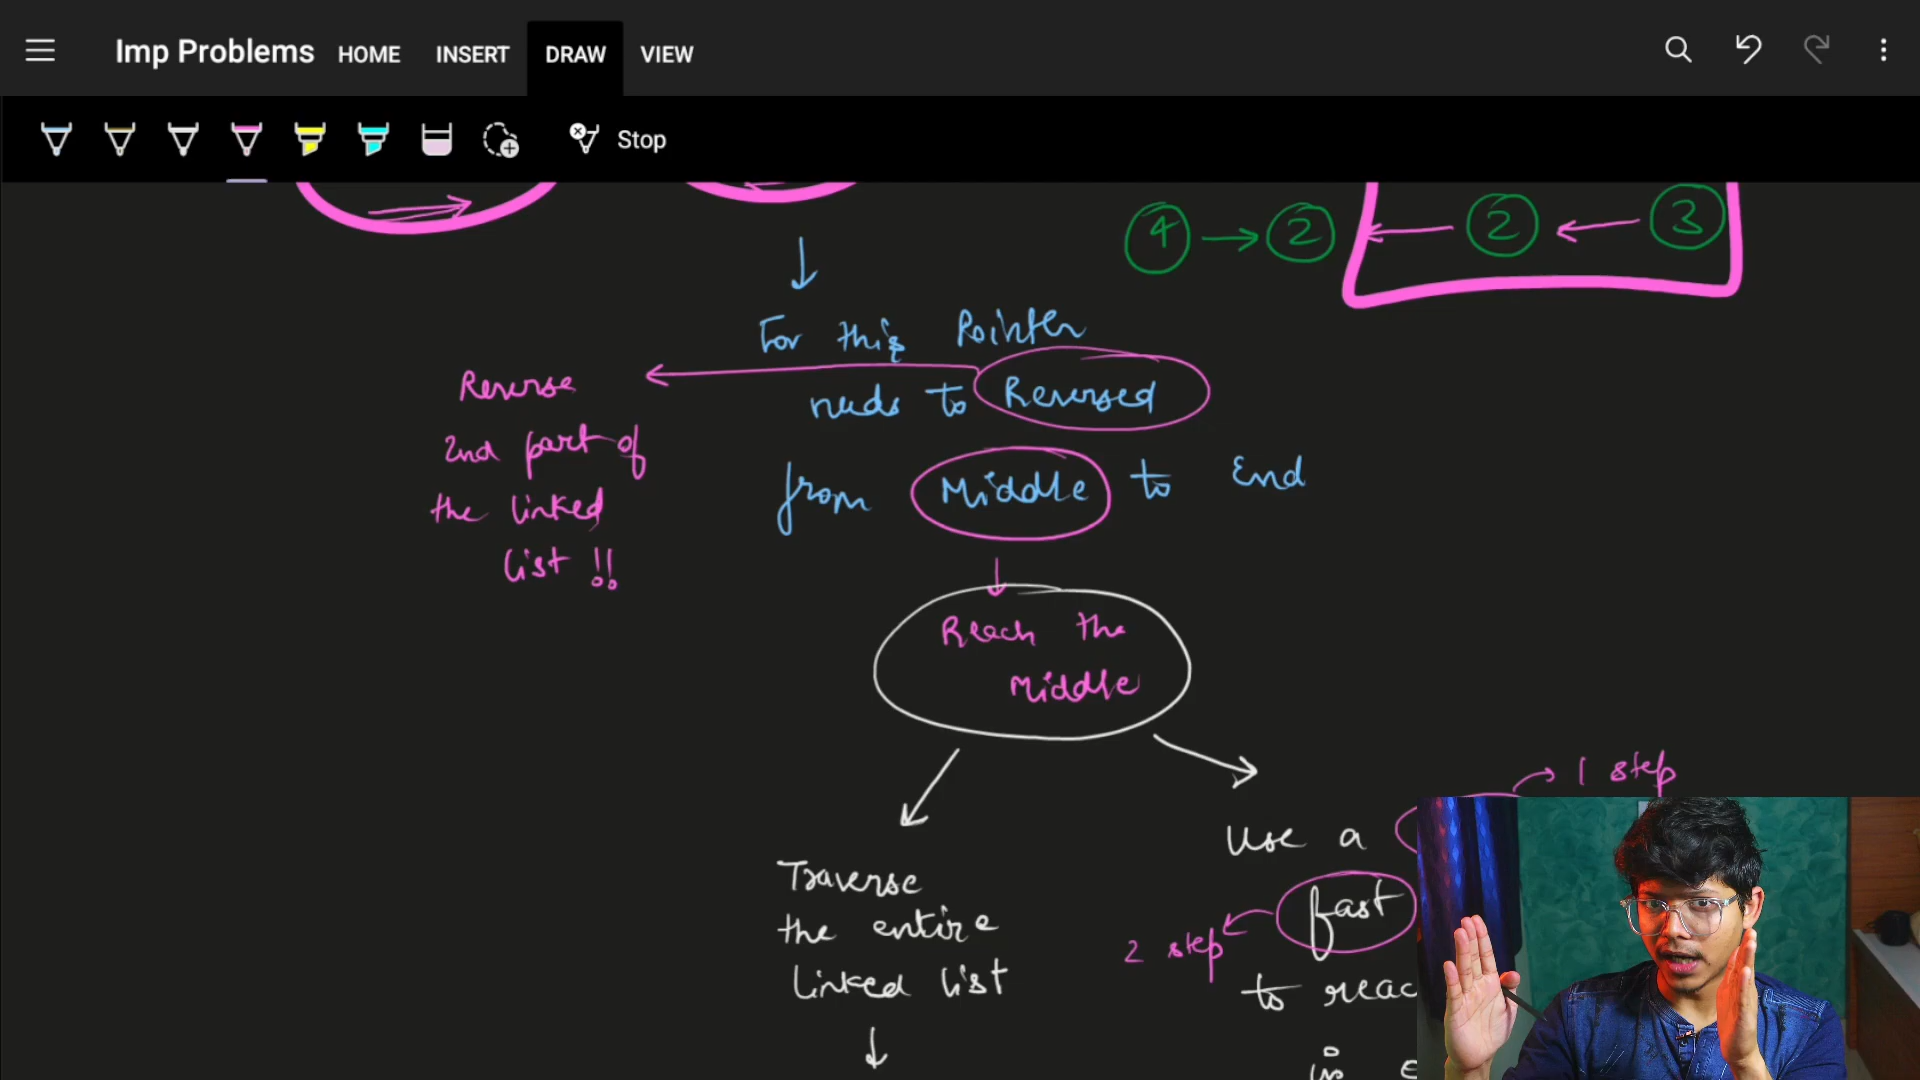 Imp Problems HOME INSERT DRAW VIEW
Stop
4 2 2 3
For this Pointer
needs to Reversed
from Middle to End
Reverse
2nd part of
the linked
list !!
Reach the
Middle
1 step
Use a
fast
2 step
Traverse
the entire
linked list